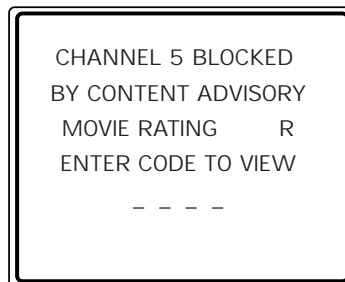 CHANNEL 5 BLOCKED
BY CONTENT ADVISORY
MOVIE RATING R
ENTER CODE TO VIEW
_ _ _ _